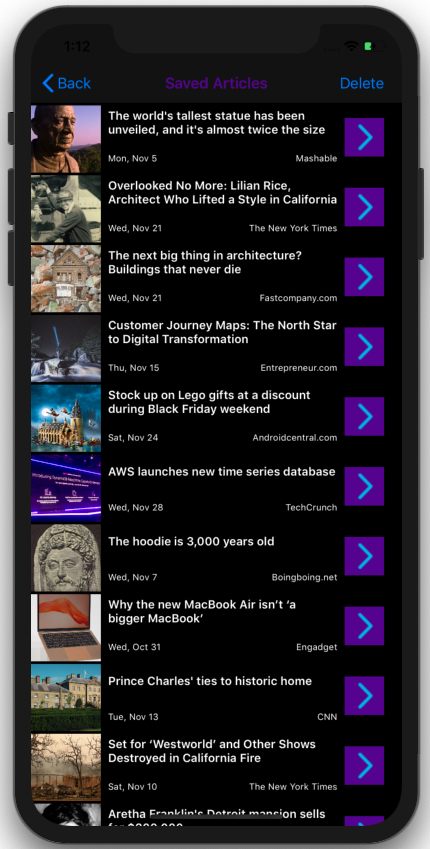 1:12
Back
Saved Articles
Delete
The world's tallest statue has been
unveiled, and it's almost twice the size
Mon, Nov 5
Mashable
Overlooked No More: Lilian Rice,
Architect Who Lifted a Style in California
Wed, Nov 21
The New York Times
The next big thing in architecture?
Buildings that never die
Wed, Nov 21
Fastcompany.com
Customer Journey Maps: The North Star
to Digital Transformation
Thu, Nov 15
Entrepreneur.com
Stock up on Lego gifts at a discount
during Black Friday weekend
Sat, Nov 24
Androidcentral.com
AWS launches new time series database
Wed, Nov 28
TechCrunch
The hoodie is 3,000 years old
Wed, Nov 7
Boingboing.net
Why the new MacBook Air isn’t ‘a
bigger MacBook’
Wed, Oct 31
Engadget
Prince Charles' ties to historic home
Tue, Nov 13
CNN
Set for ‘Westworld’ and Other Shows
Destroyed in California Fire
Sat, Nov 10
The New York Times
Aretha Franklin's Detroit mansion sells
for